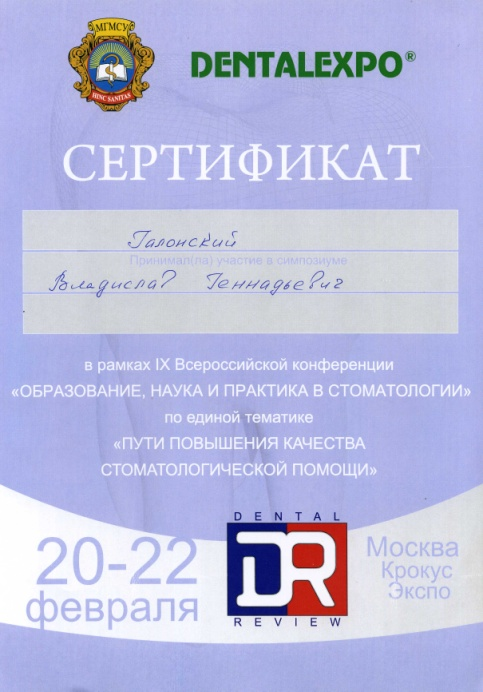 МГМСУ
HINC SANITAS
DENTALEXPO®
СЕРТИФИКАТ
Галонский
Принимал(ла) участие в симпозиуме
Владислав Геннадьевич
в рамках IX Всероссийской конференции
«ОБРАЗОВАНИЕ, НАУКА И ПРАКТИКА В СТОМАТОЛОГИИ»
по единой тематике
«ПУТИ ПОВЫШЕНИЯ КАЧЕСТВА
СТОМАТОЛОГИЧЕСКОЙ ПОМОЩИ»
20-22
февраля
DENTAL
DR
REVIEW
Москва
Крокус
Экспо